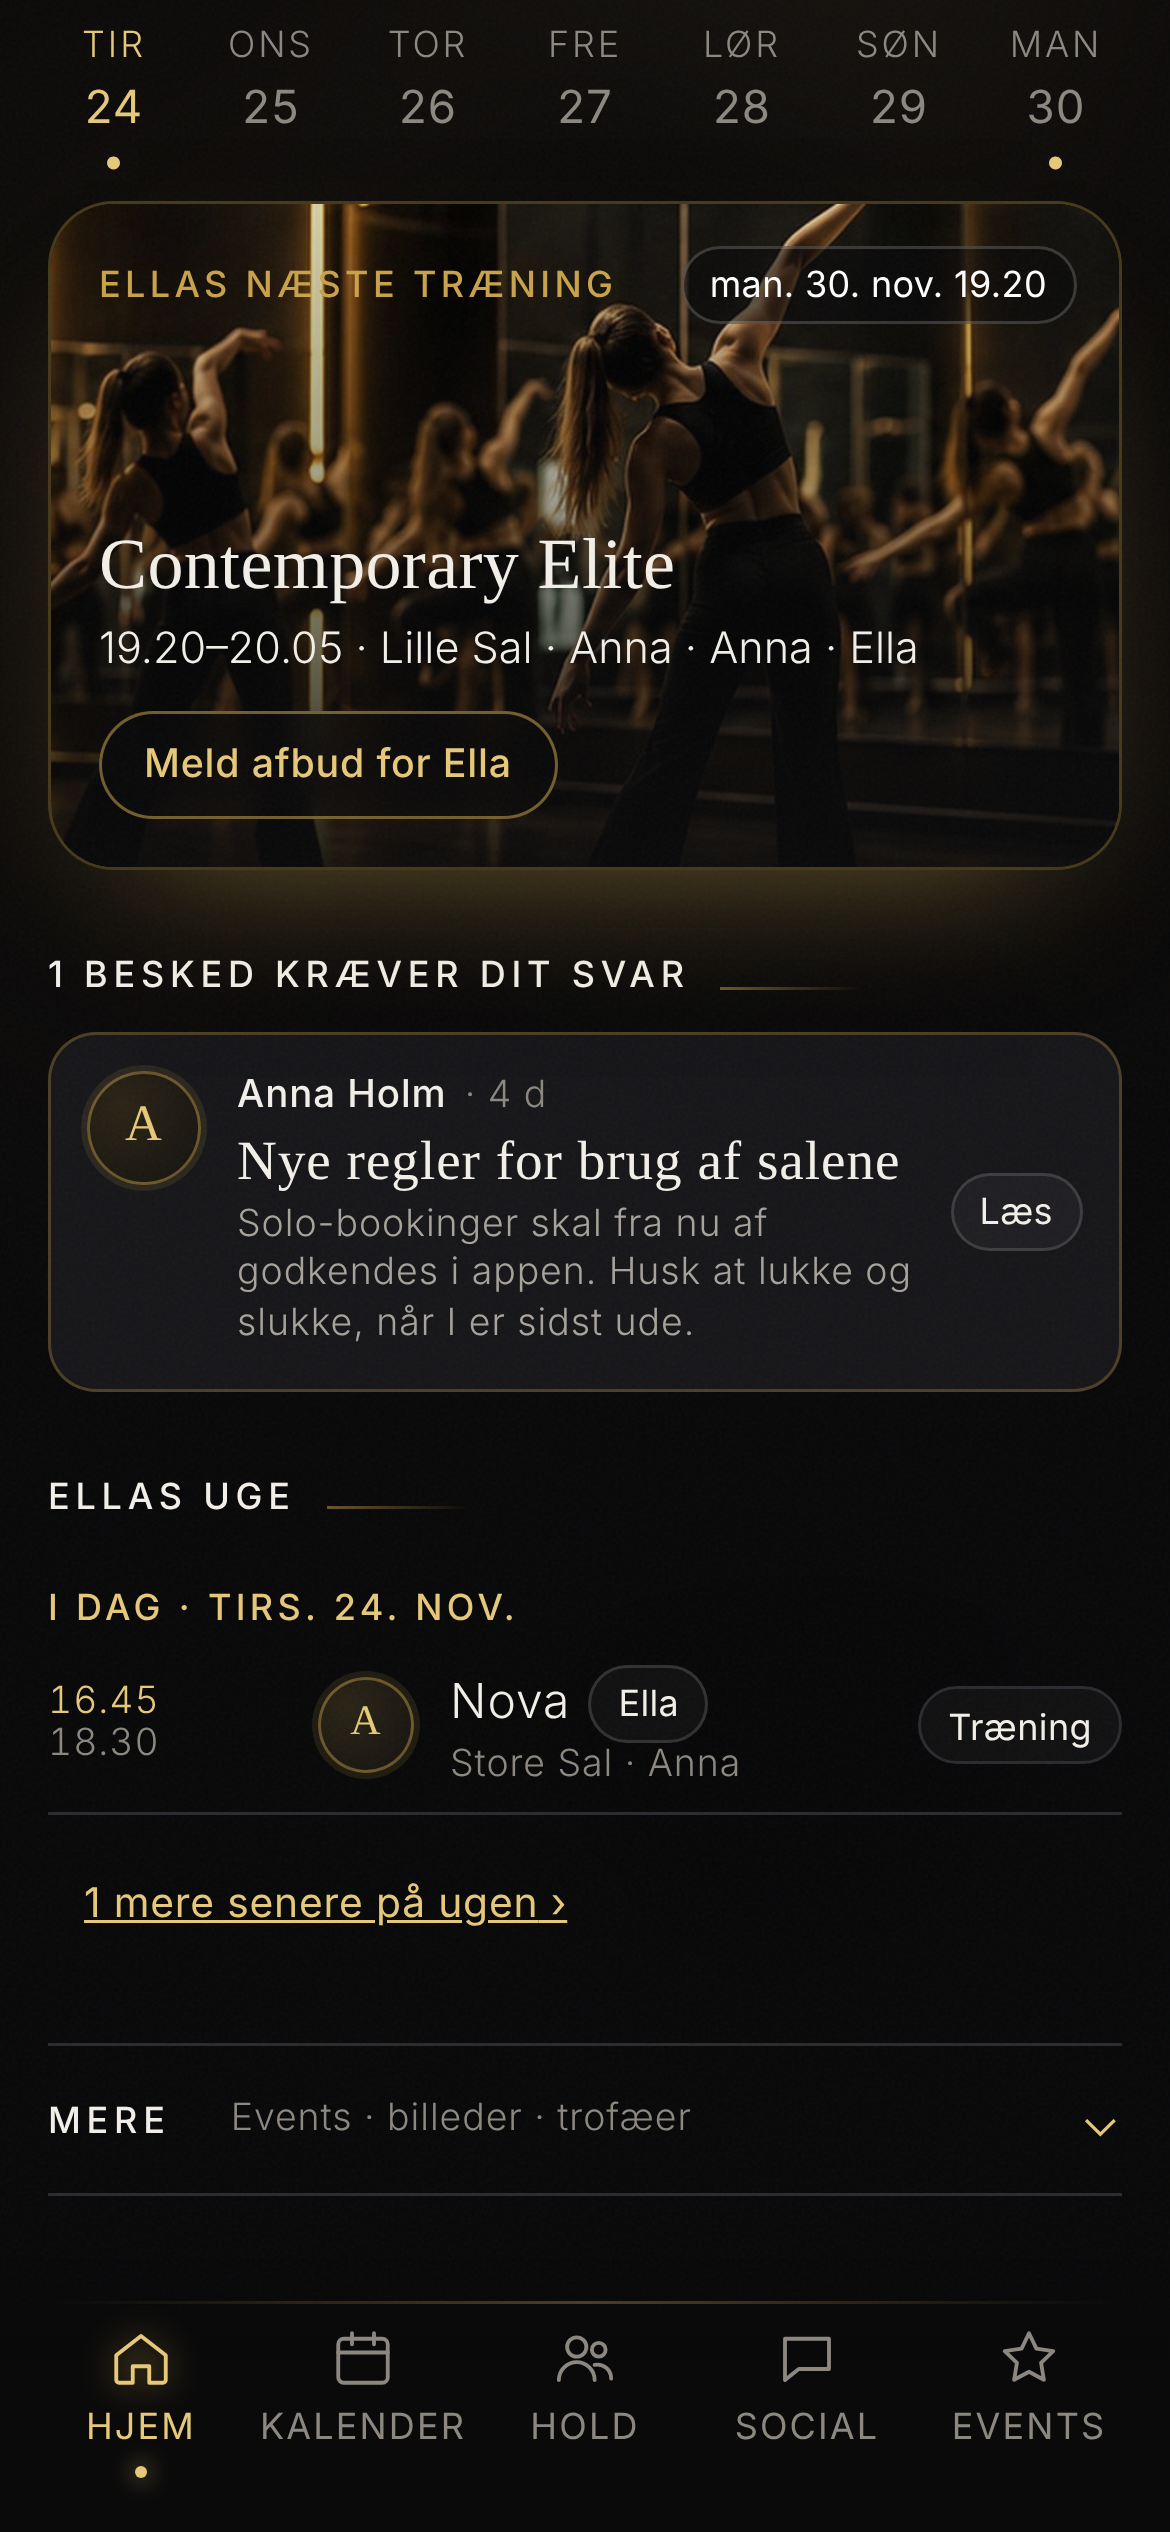 TIR ONS TOR FRE LØR SØN MAN
24 25 26 27 28 29 30
ELLAS NÆSTE TRÆNING
man. 30. nov. 19.20
Contemporary Elite
19.20–20.05 · Lille Sal · Anna · Anna · Ella
Meld afbud for Ella
1 BESKED KRÆVER DIT SVAR
A
Anna Holm · 4 d
Nye regler for brug af salene
Solo-bookinger skal fra nu af
godkendes i appen. Husk at lukke og
slukke, når I er sidst ude.
Læs
ELLAS UGE
I DAG · TIRS. 24. NOV.
16.45
18.30
A
Nova Ella
Store Sal · Anna
Træning
1 mere senere på ugen ›
MERE Events · billeder · trofæer
HJEM KALENDER HOLD SOCIAL EVENTS